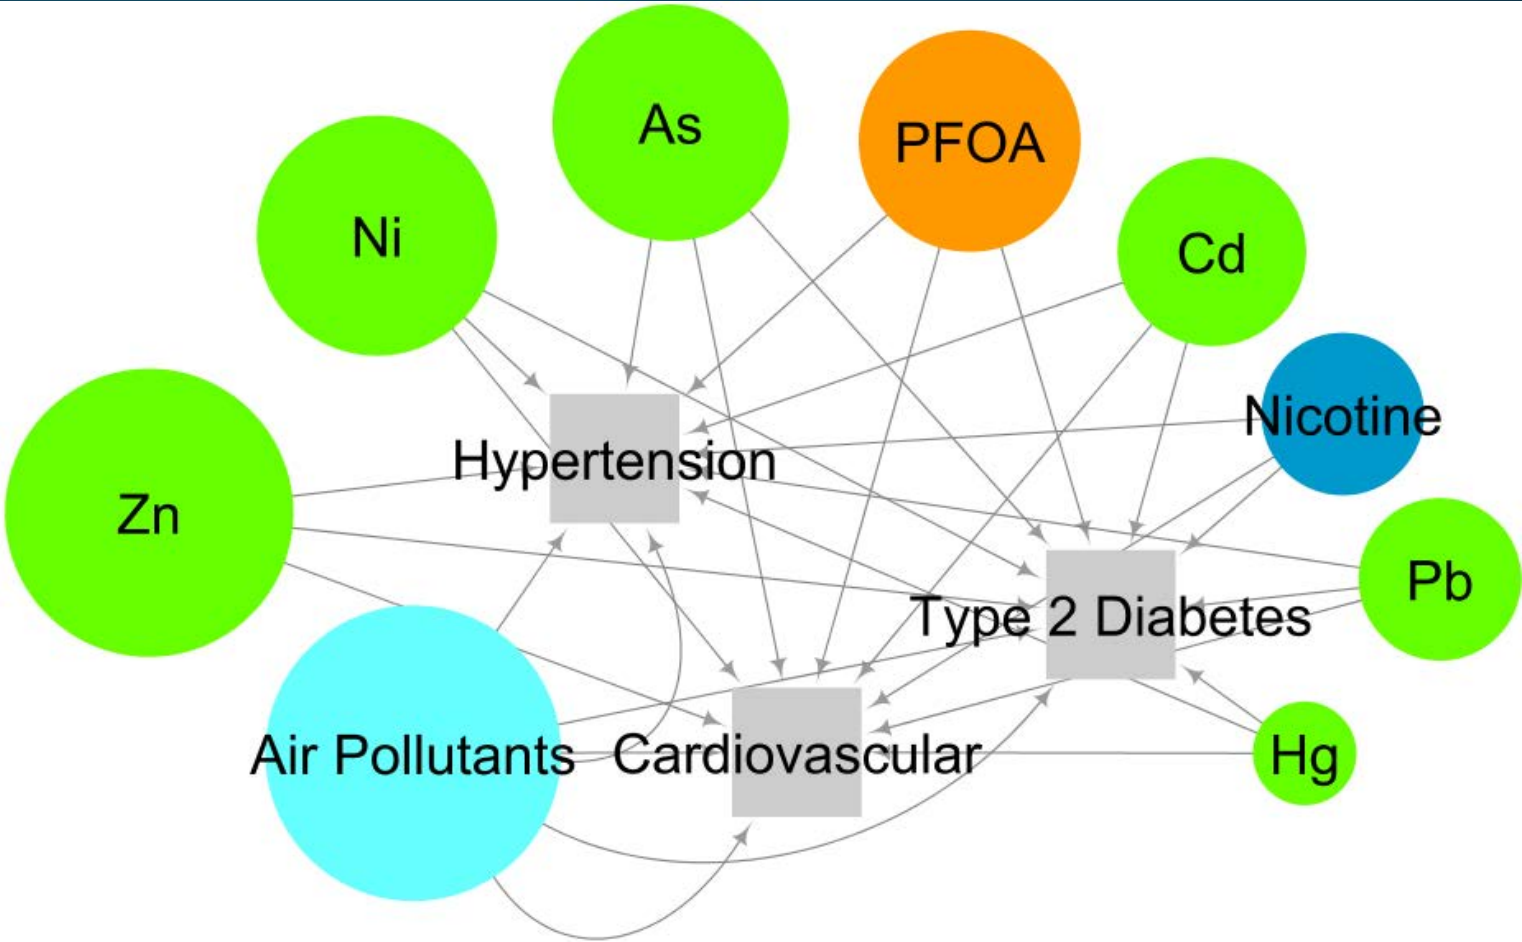 As
PFOA
Ni
Cd
Nicotine
Hypertension
Zn
Pb
Type 2 Diabetes
Air Pollutants
Cardiovascular
Hg